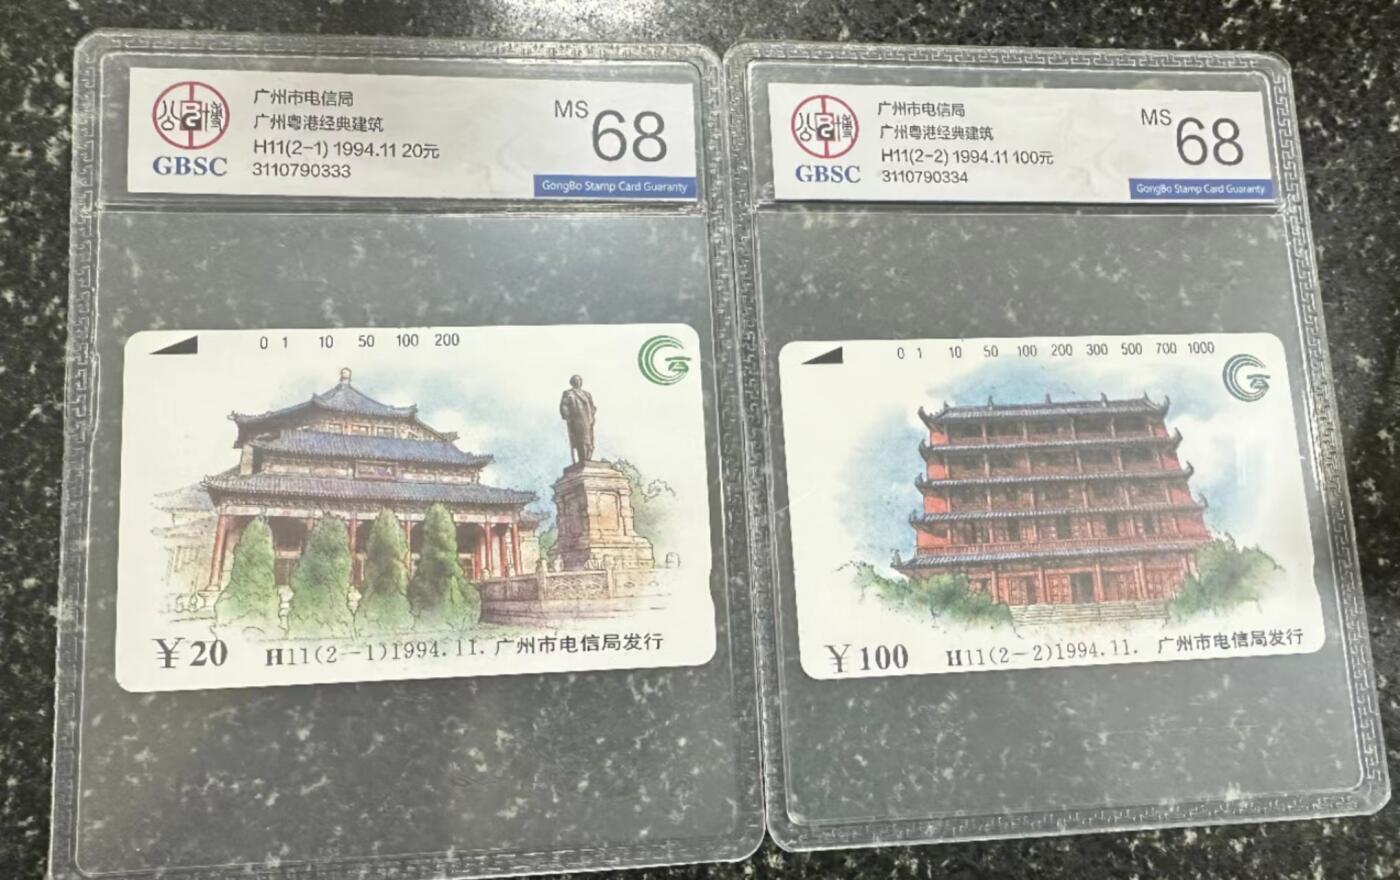 公博
GBSC
广州市电信局
广州粤港经典建筑
H11(2-1) 1994.11 20元
3110790333
MS 68
GongBo Stamp Card Guaranty
0 1 10 50 100 200
¥20 H11(2-1)1994.11. 广州市电信局发行
公博
GBSC
广州市电信局
广州粤港经典建筑
H11(2-2) 1994.11 100元
3110790334
MS 68
GongBo Stamp Card Guaranty
0 1 10 50 100 200 300 500 700 1000
¥100 H11(2-2)1994.11. 广州市电信局发行